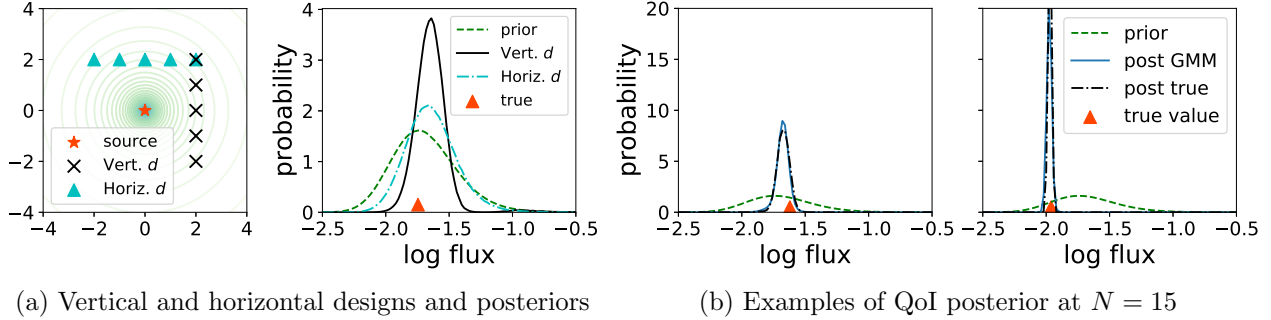 4
2
0
−2
−4
−4 −2 0 2 4
source
Vert. d
Horiz. d
probability
4
3
2
1
0
−2.5 −2.0 −1.5 −1.0 −0.5
log flux
prior
Vert. d
Horiz. d
true
(a) Vertical and horizontal designs and posteriors
probability
20
15
10
5
0
−2.5 −2.0 −1.5 −1.0 −0.5
log flux
−2.5 −2.0 −1.5 −1.0 −0.5
log flux
prior
post GMM
post true
true value
(b) Examples of QoI posterior at N = 15